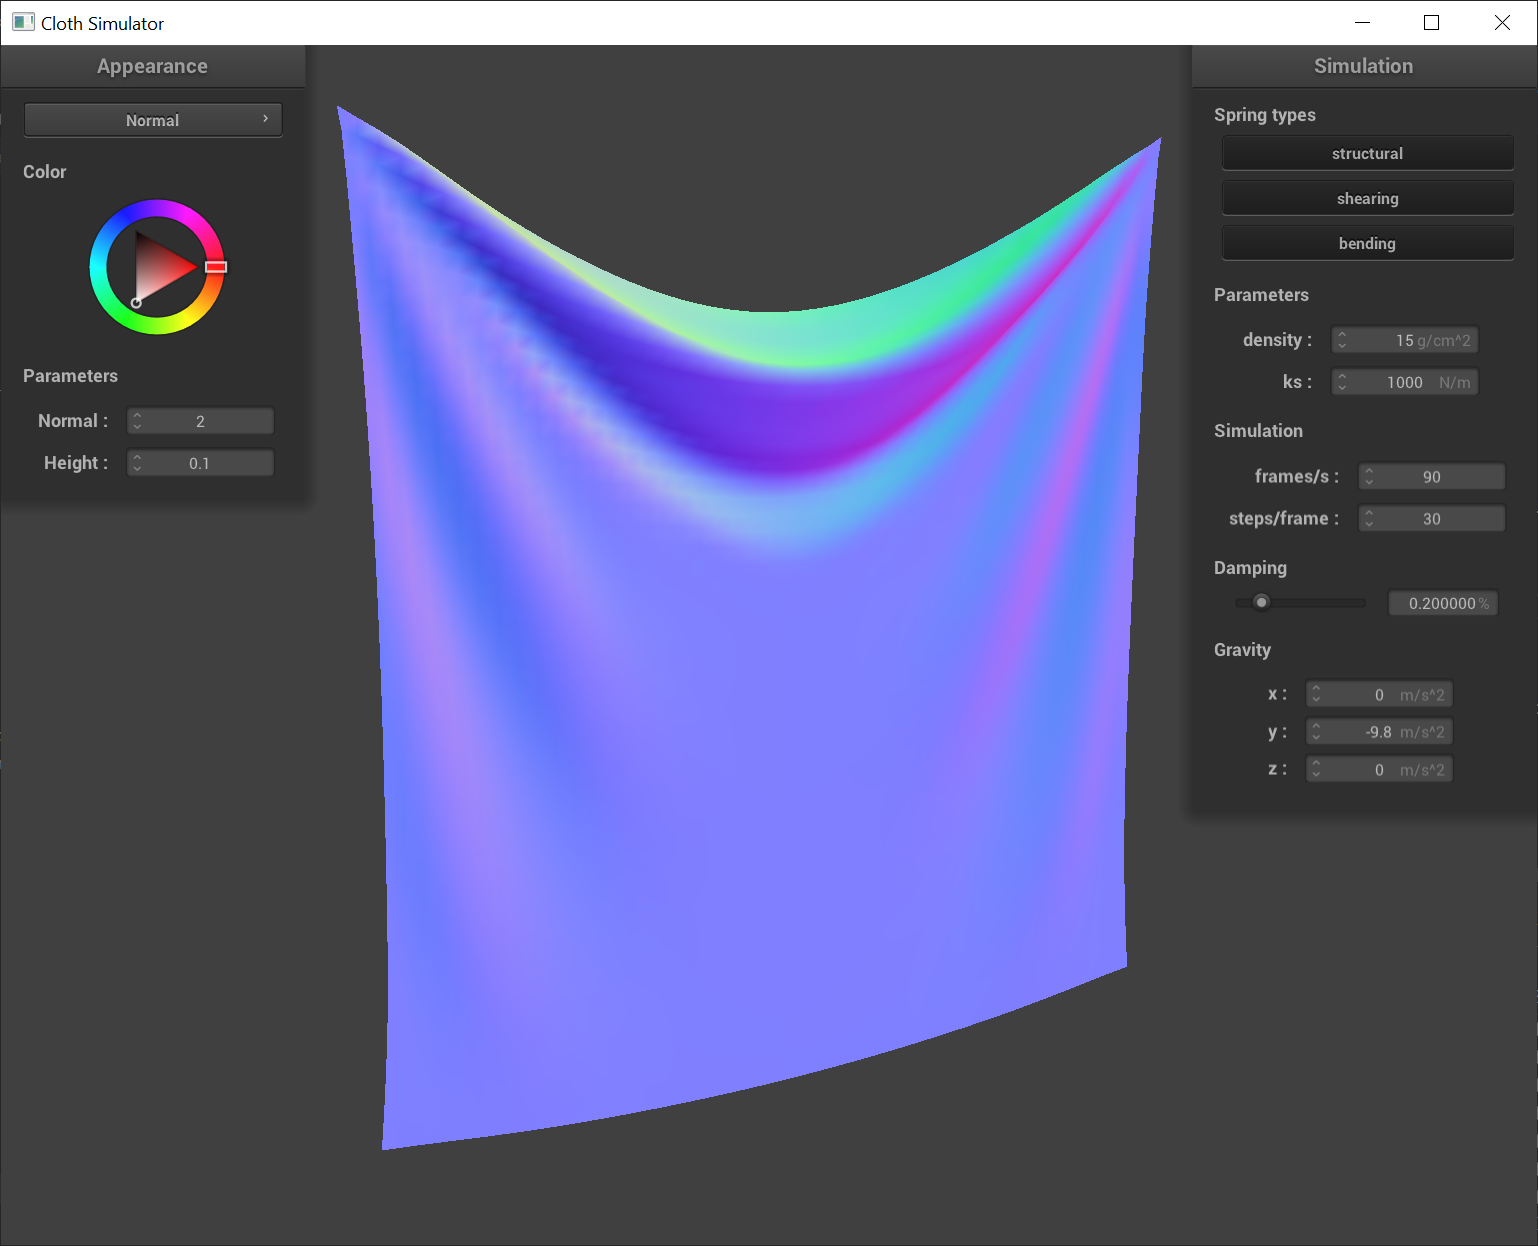 Cloth Simulator
Appearance
Normal
Color
Parameters
Normal : 2
Height : 0.1
Simulation
Spring types
structural
shearing
bending
Parameters
density : 15 g/cm^2
ks : 1000 N/m
Simulation
frames/s : 90
steps/frame : 30
Damping
0.200000 %
Gravity
x : 0 m/s^2
y : -9.8 m/s^2
z : 0 m/s^2